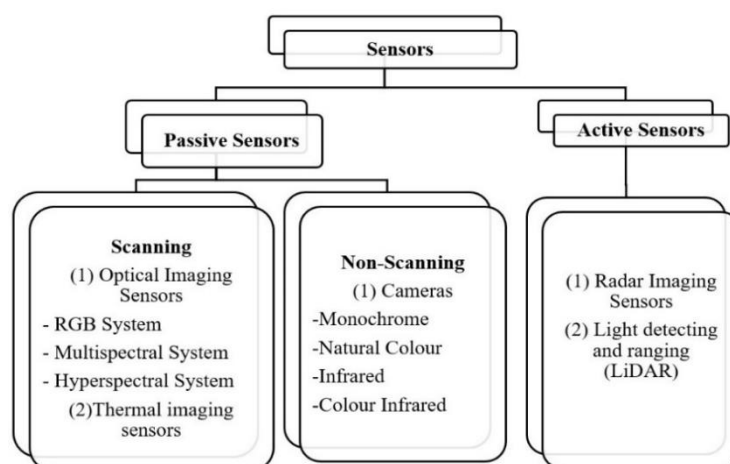 Sensors
Passive Sensors
Active Sensors
Scanning
(1) Optical Imaging
Sensors
- RGB System
- Multispectral System
- Hyperspectral System
(2)Thermal imaging
sensors
Non-Scanning
(1) Cameras
-Monochrome
-Natural Colour
-Infrared
-Colour Infrared
(1) Radar Imaging
Sensors
(2) Light detecting
and ranging
(LiDAR)